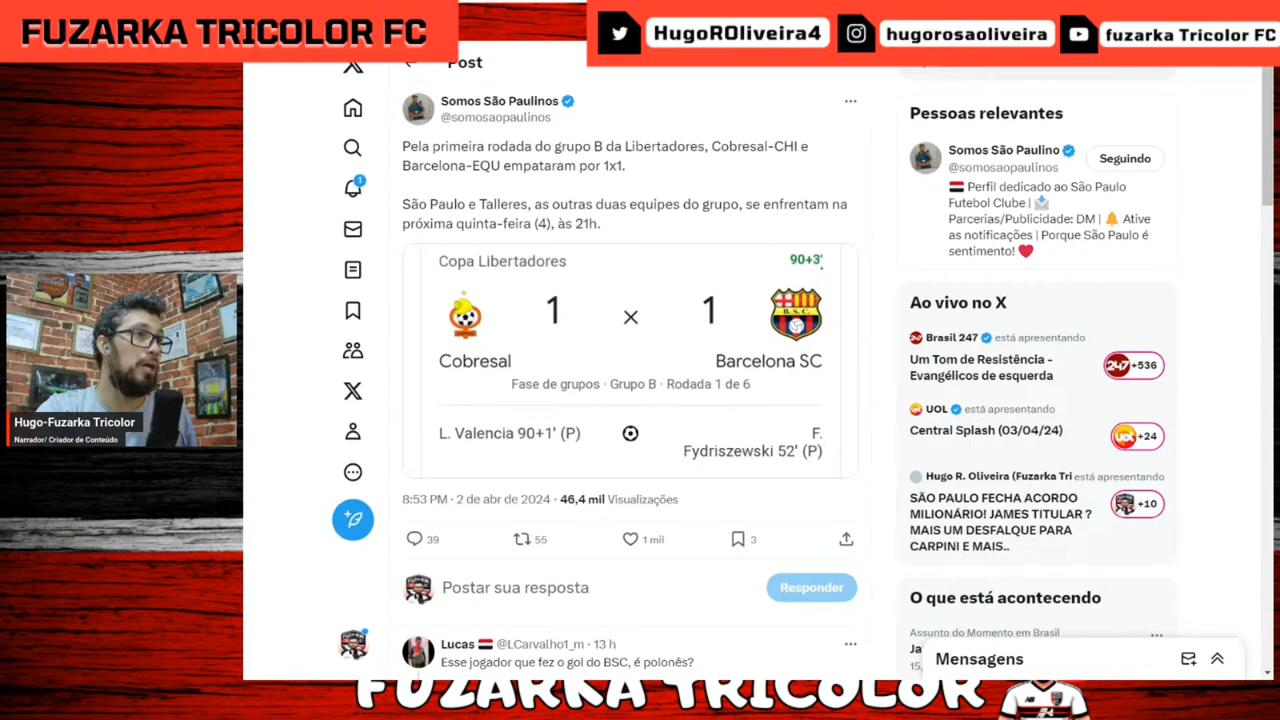 FUZARKA TRICOLOR FC
HugoROliveira4
hugorosaoliveira
fuzarka Tricolor FC
Post
Somos São Paulinos
@somosaopaulinos
Pela primeira rodada do grupo B da Libertadores, Cobresal-CHI e
Barcelona-EQU empataram por 1x1.
São Paulo e Talleres, as outras duas equipes do grupo, se enfrentam na
próxima quinta-feira (4), às 21h.
Copa Libertadores
90+3'
1 × 1
B.S.C.
Cobresal
Barcelona SC
Fase de grupos · Grupo B · Rodada 1 de 6
L. Valencia 90+1' (P)
F.
Fydriszewski 52' (P)
8:53 PM · 2 de abr de 2024 · 46,4 mil Visualizações
39
55
1 mil
3
Postar sua resposta
Responder
Lucas
@LCarvalho1_m · 13 h
Esse jogador que fez o gol do BSC, é polonês?
Pessoas relevantes
Somos São Paulino
@somosaopaulinos
Seguindo
Perfil dedicado ao São Paulo
Futebol Clube |
Parcerias/Publicidade: DM | Ative
as notificações | Porque São Paulo é
sentimento!
Ao vivo no X
Brasil 247 está apresentando
Um Tom de Resistência -
Evangélicos de esquerda
247
+536
UOL está apresentando
Central Splash (03/04/24)
UOL
+24
Hugo R. Oliveira (Fuzarka Tri está apresentando
SÃO PAULO FECHA ACORDO
MILIONÁRIO! JAMES TITULAR ?
MAIS UM DESFALQUE PARA
CARPINI E MAIS..
+10
O que está acontecendo
Assunto do Momento em Brasil
Ja
15,
Mensagens
1
Hugo-Fuzarka Tricolor
Narrador/ Criador de Conteúdo
FUZARKA TRICOLOR